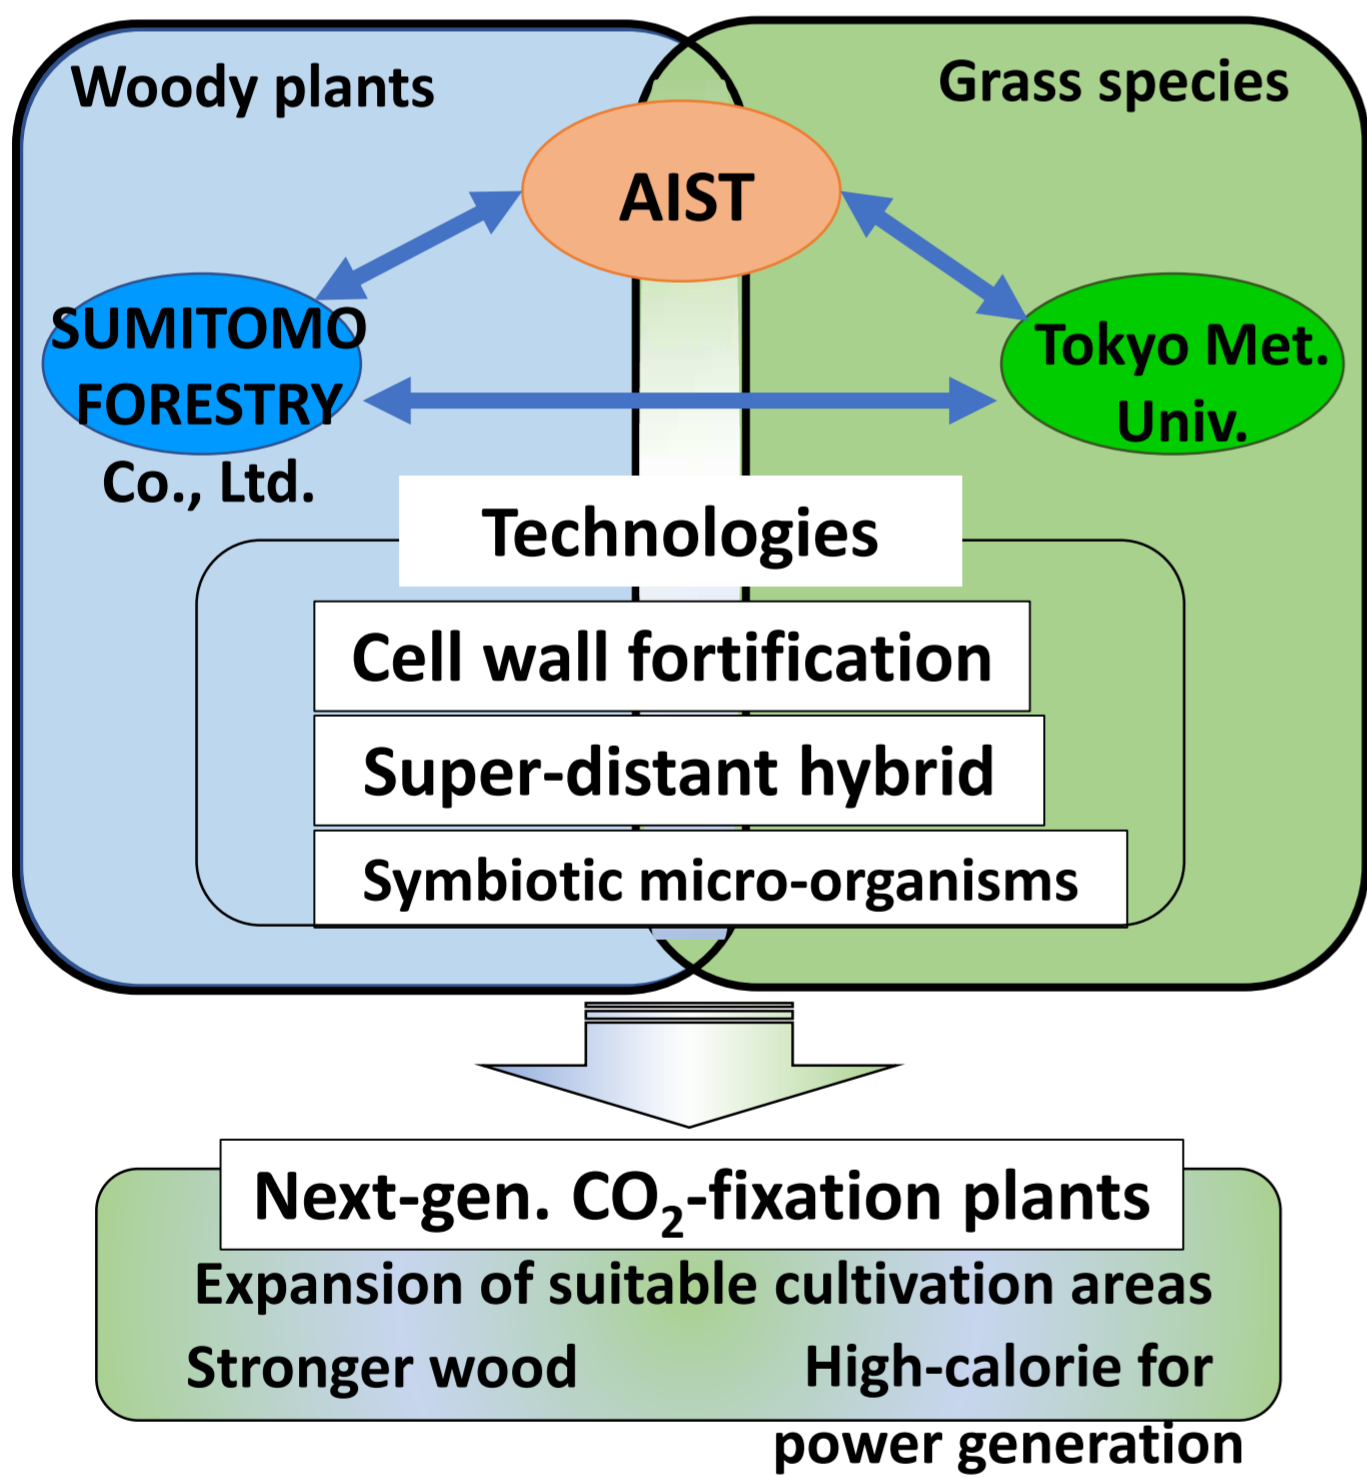 Woody plants
Grass species
AIST
SUMITOMO
FORESTRY
Co., Ltd.
Tokyo Met.
Univ.
Technologies
Cell wall fortification
Super-distant hybrid
Symbiotic micro-organisms
Next-gen. CO₂-fixation plants
Expansion of suitable cultivation areas
Stronger wood
High-calorie for
power generation